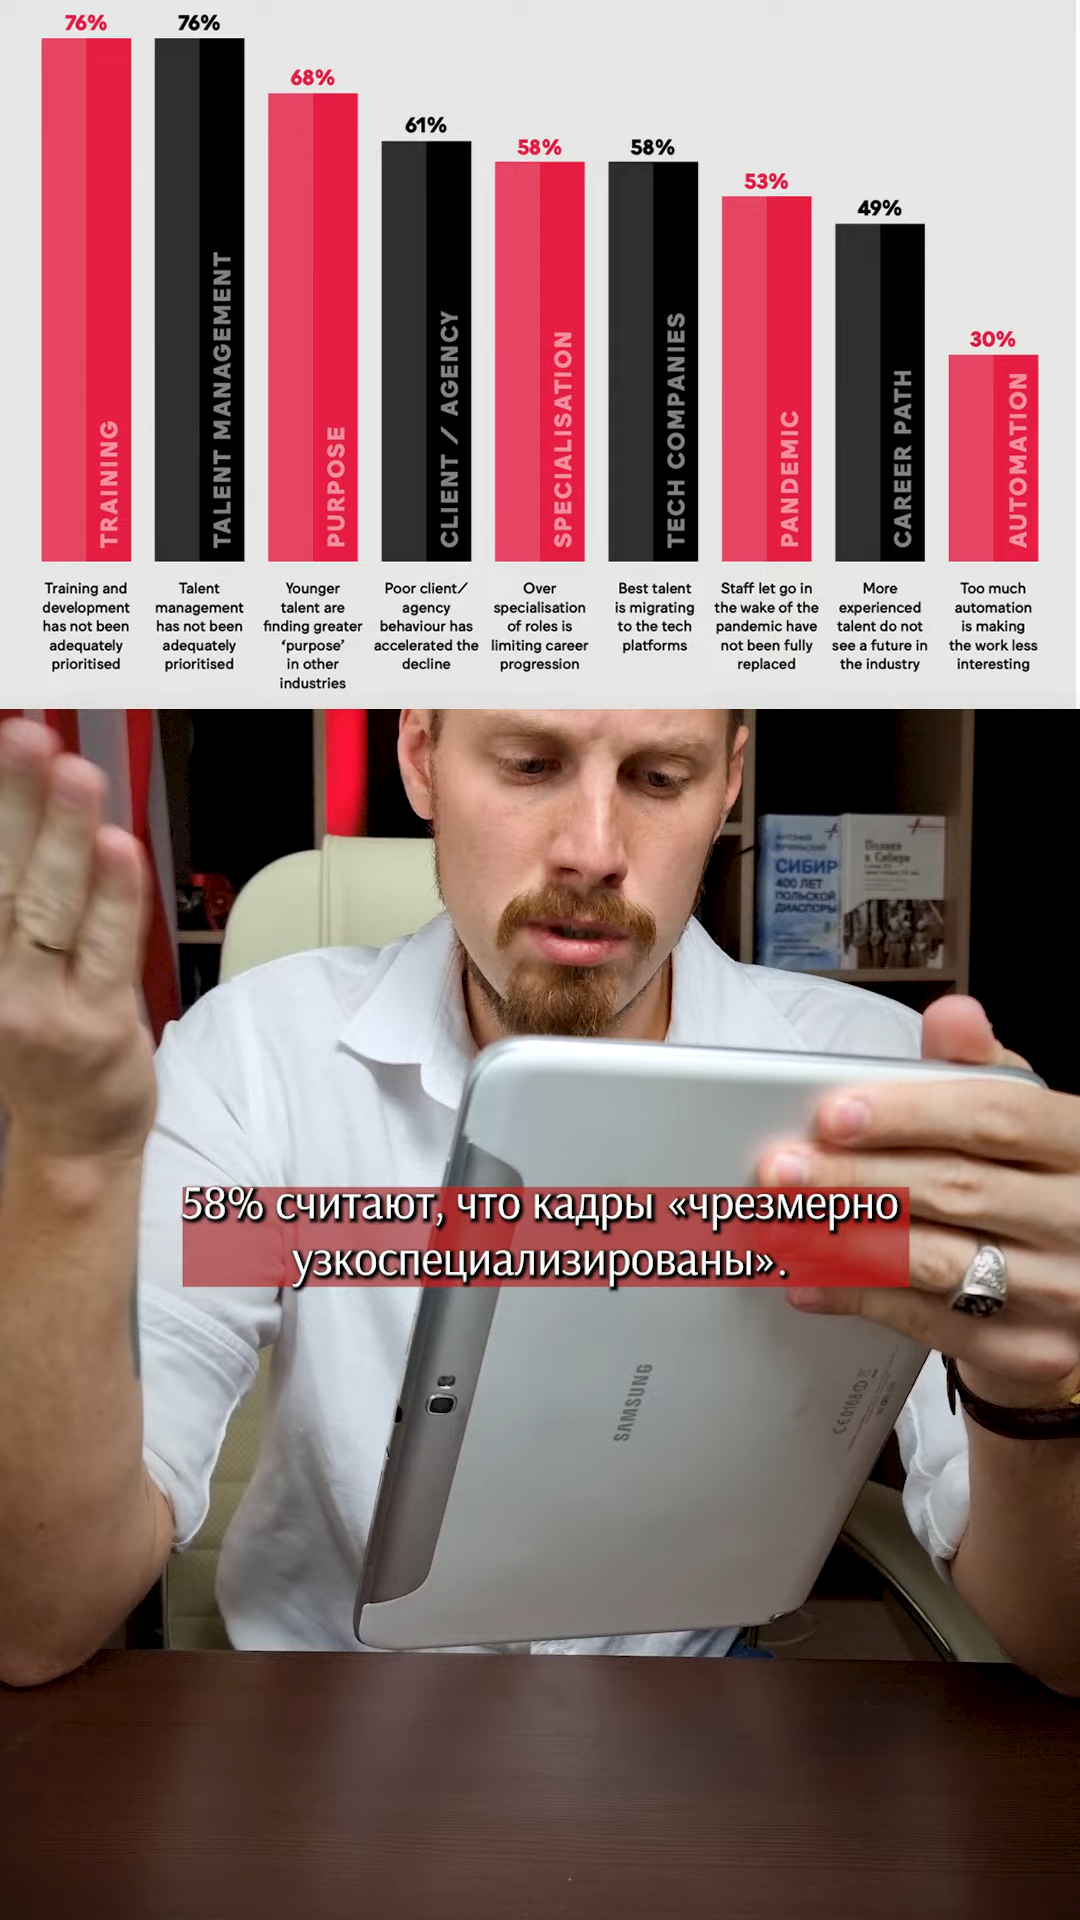 76%
76%
68%
61%
58%
58%
53%
49%
30%
TRAINING
TALENT MANAGEMENT
PURPOSE
CLIENT / AGENCY
SPECIALISATION
TECH COMPANIES
PANDEMIC
CAREER PATH
AUTOMATION
Training and
development
has not been
adequately
prioritised
Talent
management
has not been
adequately
prioritised
Younger
talent are
finding greater
‘purpose’
in other
industries
Poor client/
agency
behaviour has
accelerated the
decline
Over
specialisation
of roles is
limiting career
progression
Best talent
is migrating
to the tech
platforms
Staff let go in
the wake of the
pandemic have
not been fully
replaced
More
experienced
talent do not
see a future in
the industry
Too much
automation
is making
the work less
interesting
СИБИР
400 ЛЕТ
ПОЛЬСКОЙ
ДИАСПОРЫ
Поляки
в Сибири
58% считают, что кадры «чрезмерно
узкоспециализированы».
SAMSUNG
CE0168